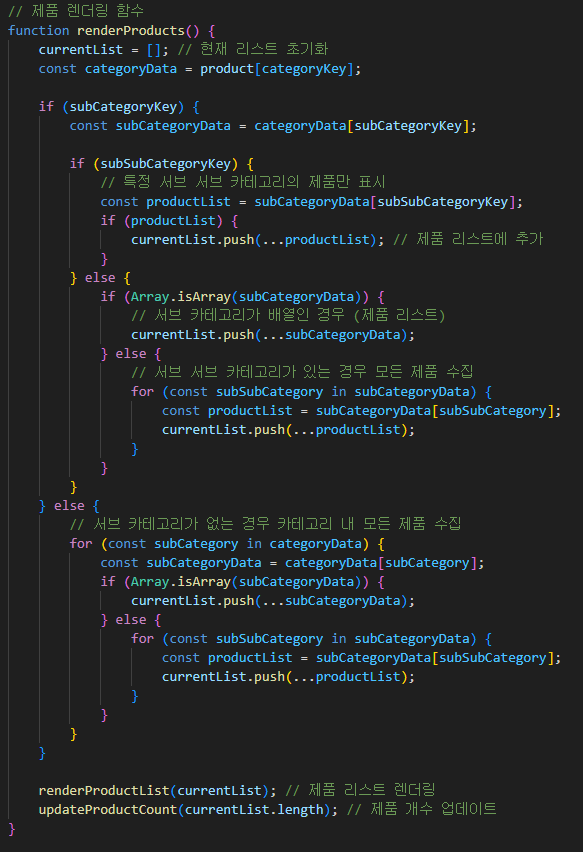 // 제품 렌더링 함수
function renderProducts() {
    currentList = []; // 현재 리스트 초기화
    const categoryData = product[categoryKey];

    if (subCategoryKey) {
        const subCategoryData = categoryData[subCategoryKey];

        if (subSubCategoryKey) {
            // 특정 서브 서브 카테고리의 제품만 표시
            const productList = subCategoryData[subSubCategoryKey];
            if (productList) {
                currentList.push(...productList); // 제품 리스트에 추가
            }
        } else {
            if (Array.isArray(subCategoryData)) {
                // 서브 카테고리가 배열인 경우 (제품 리스트)
                currentList.push(...subCategoryData);
            } else {
                // 서브 서브 카테고리가 있는 경우 모든 제품 수집
                for (const subSubCategory in subCategoryData) {
                    const productList = subCategoryData[subSubCategory];
                    currentList.push(...productList);
                }
            }
        }
    } else {
        // 서브 카테고리가 없는 경우 카테고리 내 모든 제품 수집
        for (const subCategory in categoryData) {
            const subCategoryData = categoryData[subCategory];
            if (Array.isArray(subCategoryData)) {
                currentList.push(...subCategoryData);
            } else {
                for (const subSubCategory in subCategoryData) {
                    const productList = subCategoryData[subSubCategory];
                    currentList.push(...productList);
                }
            }
        }
    }

    renderProductList(currentList); // 제품 리스트 렌더링
    updateProductCount(currentList.length); // 제품 개수 업데이트
}